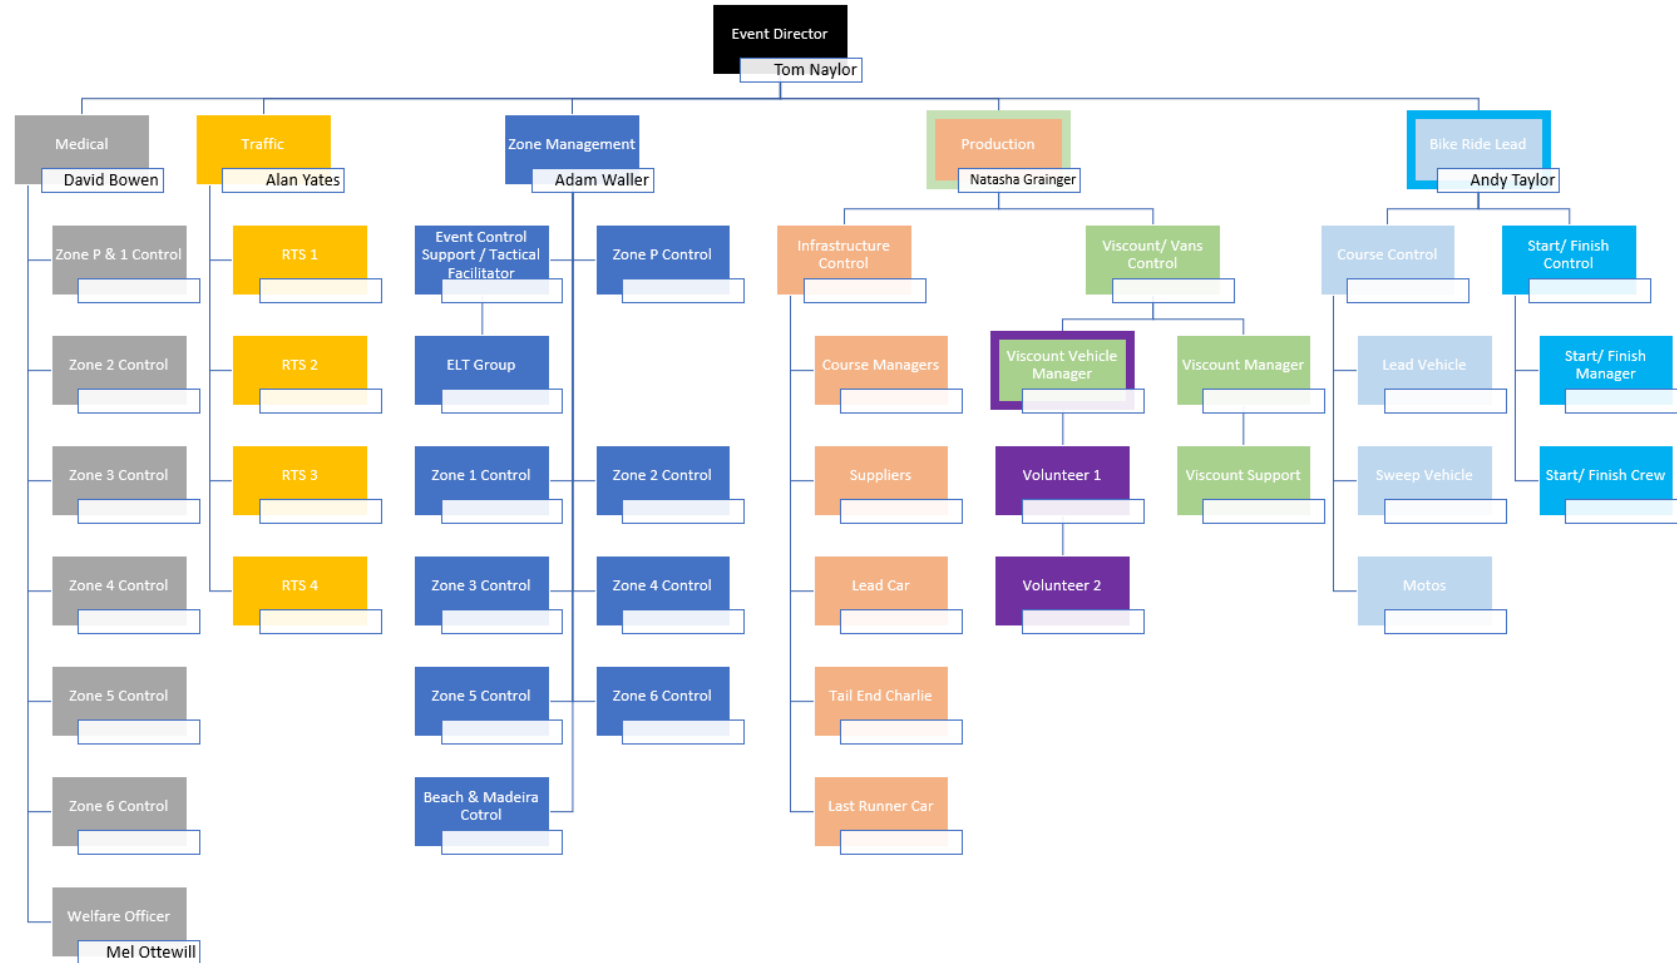 Event Director
Tom Naylor
Medical
David Bowen
Traffic
Alan Yates
Zone Management
Adam Waller
Production
Natasha Grainger
Bike Ride Lead
Andy Taylor
Zone P & 1 Control
RTS 1
Event Control
Support / Tactical
Facilitator
Zone P Control
Infrastructure
Control
Viscount/ Vans
Control
Course Control
Start/ Finish
Control
Zone 2 Control
RTS 2
ELT Group
Course Managers
Viscount Vehicle
Manager
Viscount Manager
Lead Vehicle
Start/ Finish
Manager
Zone 3 Control
RTS 3
Zone 1 Control
Zone 2 Control
Suppliers
Volunteer 1
Viscount Support
Sweep Vehicle
Start/ Finish Crew
Zone 4 Control
RTS 4
Zone 3 Control
Zone 4 Control
Lead Car
Volunteer 2
Motos
Zone 5 Control
Zone 5 Control
Zone 6 Control
Tail End Charlie
Zone 6 Control
Beach & Madeira
Cotrol
Last Runner Car
Welfare Officer
Mel Ottewill